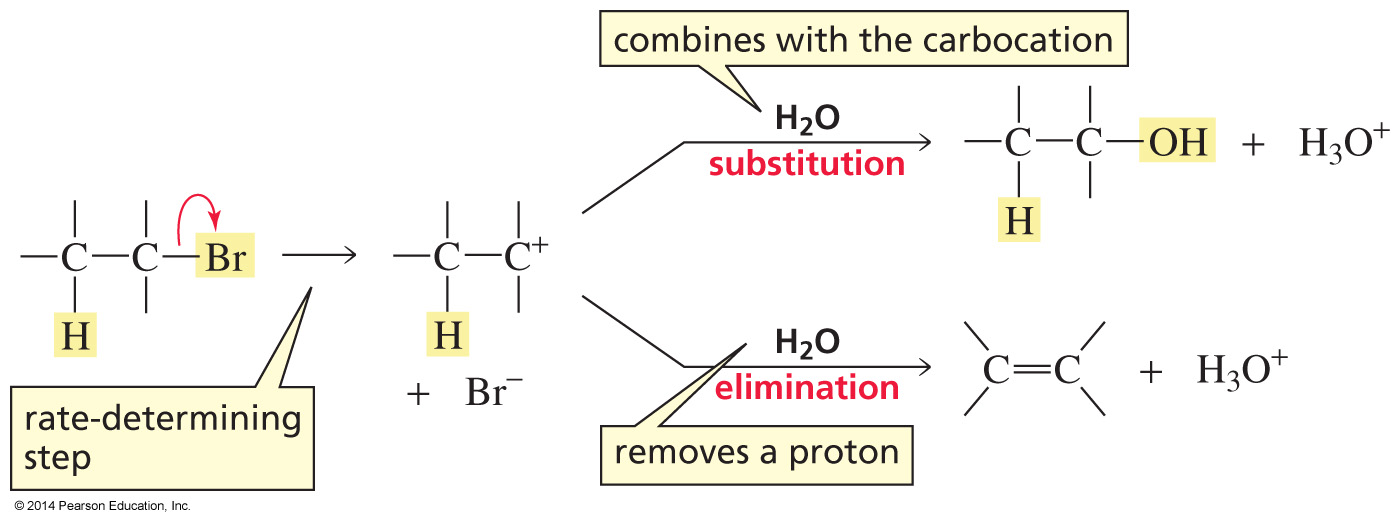 combines with the carbocation
H₂O
substitution
C C OH + H₃O⁺
H
C C Br
H
C C⁺
H
+ Br⁻
rate-determining
step
H₂O
elimination
C=C + H₃O⁺
removes a proton
© 2014 Pearson Education, Inc.